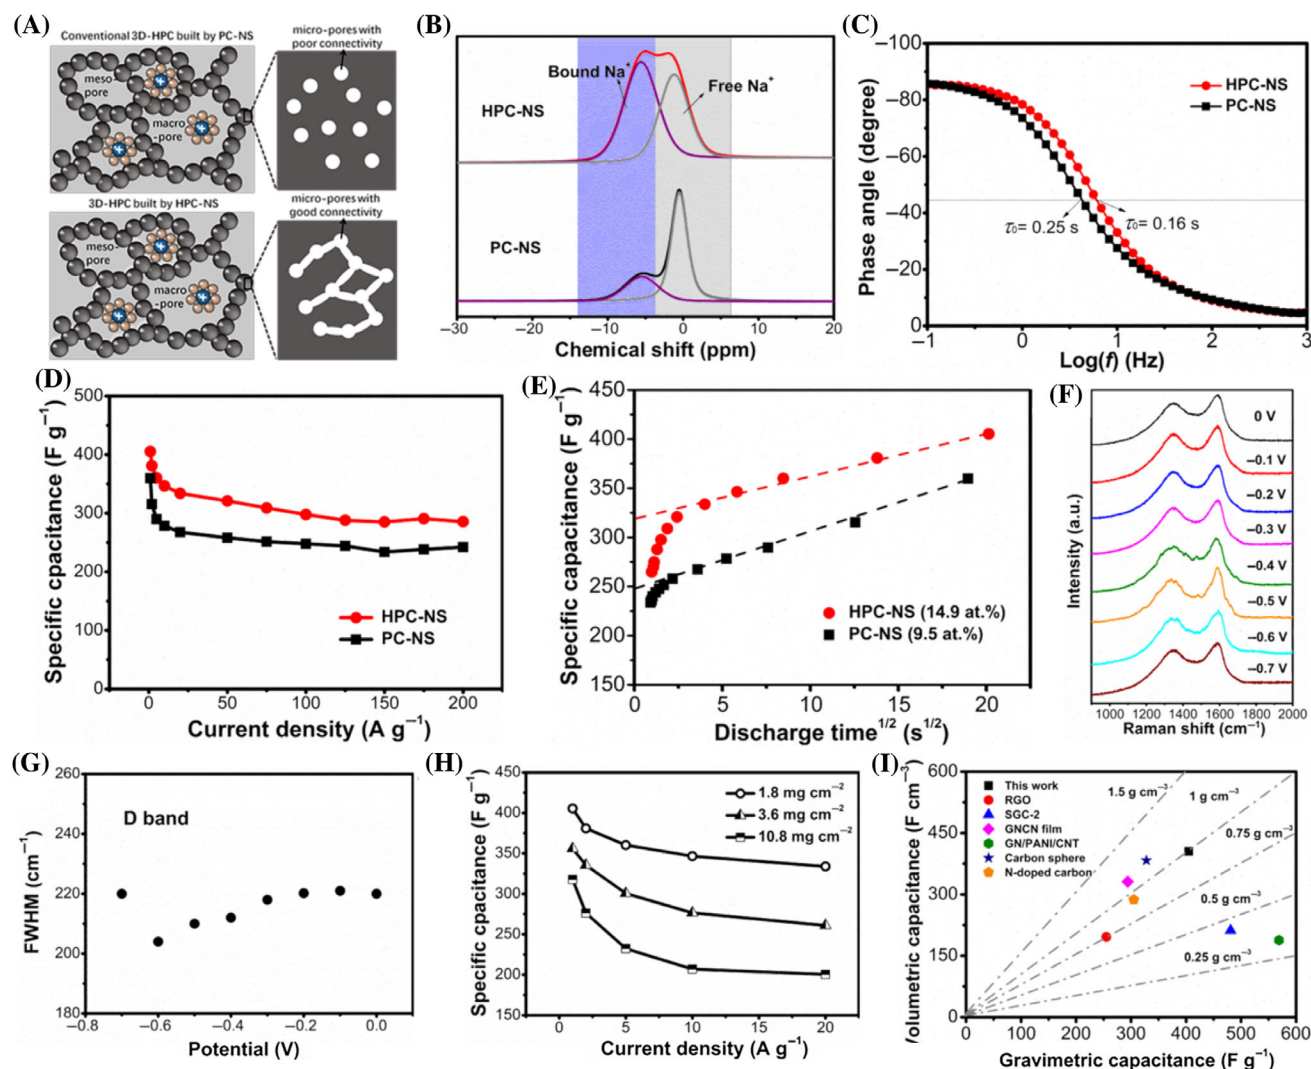 (A)
Conventional 3D-HPC built by PC-NS
micro-pores with
poor connectivity
meso
pore
macro
-pore
+
+
+
3D-HPC built by HPC-NS
micro-pores with
good connectivity
meso-
pore
macro
-pore
+
+
+
(B)
Bound Na+
Free Na+
HPC-NS
PC-NS
−30 −20 −10 0 10 20
Chemical shift (ppm)
(C)
Phase angle (degree)
−100
−80
−60
−40
−20
−0
HPC-NS
PC-NS
τ0= 0.25 s
τ0= 0.16 s
−1 0 1 2 3
Log(f) (Hz)
(D)
Specific cpacitance (F g−1)
500
400
300
200
100
0
HPC-NS
PC-NS
0 50 100 150 200
Current density (A g−1)
(E)
Specific capacitance (F g−1)
450
400
350
300
250
200
150
HPC-NS (14.9 at.%)
PC-NS (9.5 at.%)
0 5 10 15 20
Discharge time1/2 (s1/2)
(F)
Intensity (a.u.)
0 V
−0.1 V
−0.2 V
−0.3 V
−0.4 V
−0.5 V
−0.6 V
−0.7 V
1000 1200 1400 1600 1800 2000
Raman shift (cm−1)
(G)
FWHM (cm−1)
260
240
220
200
180
D band
−0.8 −0.6 −0.4 −0.2 0.0
Potential (V)
(H)
Specific cpacitance (F g−1)
450
400
350
300
250
200
150
1.8 mg cm−2
3.6 mg cm−2
10.8 mg cm−2
0 5 10 15 20
Current density (A g−1)
(I)
olumetric capacitance (F cm−3)
600
450
300
150
0
This work
RGO
SGC-2
GNCN film
GN/PANI/CNT
Carbon sphere
N-doped carbon
1.5 g cm−3
1 g cm−3
0.75 g cm−3
0.5 g cm−3
0.25 g cm−3
0 100 200 300 400 500 600
Gravimetric capacitance (F g−1)